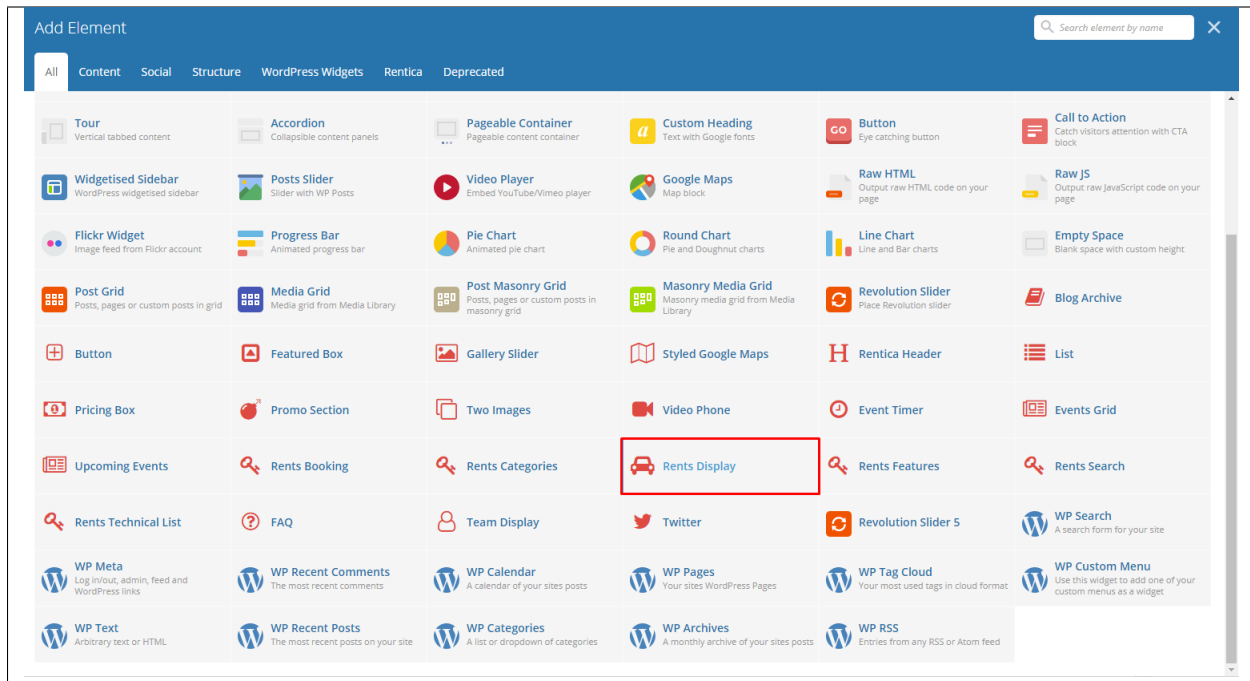 Add Element
Search element by name
All Content Social Structure WordPress Widgets Rentica Deprecated
Tour
Vertical tabbed content
Accordion
Collapsible content panels
Pageable Container
Pageable content container
a
Custom Heading
Text with Google fonts
GO
Button
Eye catching button
Call to Action
Catch visitors attention with CTA
block
Widgetised Sidebar
WordPress widgetised sidebar
Posts Slider
Slider with WP Posts
Video Player
Embed YouTube/Vimeo player
Google Maps
Map block
Raw HTML
Output raw HTML code on your
page
Raw JS
Output raw JavaScript code on your
page
Flickr Widget
Image feed from Flickr account
Progress Bar
Animated progress bar
Pie Chart
Animated pie chart
Round Chart
Pie and Doughnut charts
Line Chart
Line and Bar charts
Empty Space
Blank space with custom height
Post Grid
Posts, pages or custom posts in grid
Media Grid
Media grid from Media Library
Post Masonry Grid
Posts, pages or custom posts in
masonry grid
Masonry Media Grid
Masonry media grid from Media
Library
Revolution Slider
Place Revolution slider
Blog Archive
Button
Featured Box
Gallery Slider
Styled Google Maps
H
Rentica Header
List
Pricing Box
Promo Section
Two Images
Video Phone
Event Timer
Events Grid
Upcoming Events
Rents Booking
Rents Categories
Rents Display
Rents Features
Rents Search
Rents Technical List
?
FAQ
Team Display
Twitter
Revolution Slider 5
WP Search
A search form for your site
WP Meta
Log in/out, admin, feed and
WordPress links
WP Recent Comments
The most recent comments
WP Calendar
A calendar of your sites posts
WP Pages
Your sites WordPress Pages
WP Tag Cloud
Your most used tags in cloud format
WP Custom Menu
Use this widget to add one of your
custom menus as a widget
WP Text
Arbitrary text or HTML
WP Recent Posts
The most recent posts on your site
WP Categories
A list or dropdown of categories
WP Archives
A monthly archive of your sites posts
WP RSS
Entries from any RSS or Atom feed